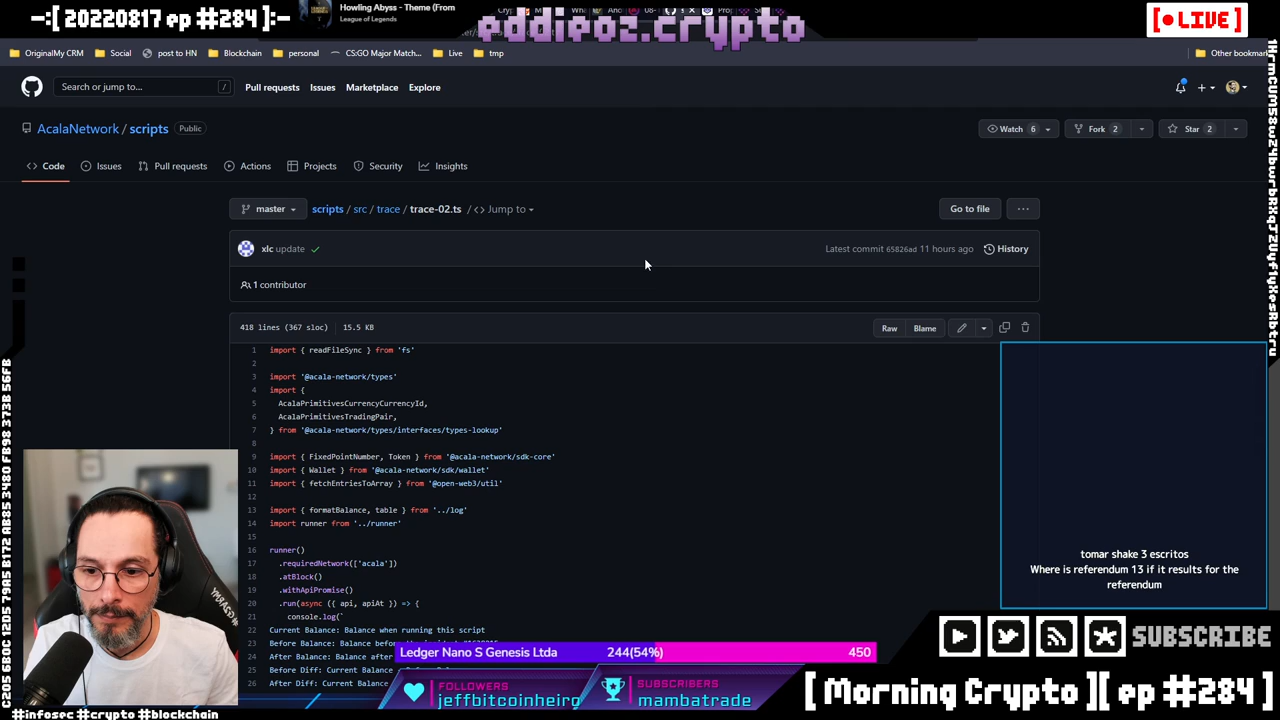 -:[ 20220817 ep #284 ]:-
Howling Abyss - Theme (From
League of Legends
eddieoz.crypto
[•LIVE]
OriginalMy CRM
Social
post to HN
Blockchain
personal
CS:GO Major Match...
Live
tmp
Other bookmar
Search or jump to...
/
Pull requests
Issues
Marketplace
Explore
AcalaNetwork / scripts
Public
Watch 6
Fork 2
Star 2
Code
Issues
Pull requests
Actions
Projects
Security
Insights
master
scripts / src / trace / trace-02.ts / <> Jump to
Go to file
...
xlc update
Latest commit 65826ad 11 hours ago
History
1 contributor
418 lines (367 sloc)
15.5 KB
Raw
Blame
1 import { readFileSync } from 'fs'
2
3 import '@acala-network/types'
4 import {
5 AcalaPrimitivesCurrencyCurrencyId,
6 AcalaPrimitivesTradingPair,
7 } from '@acala-network/types/interfaces/types-lookup'
8
9 import { FixedPointNumber, Token } from '@acala-network/sdk-core'
10 import { Wallet } from '@acala-network/sdk/wallet'
11 import { fetchEntriesToArray } from '@open-web3/util'
12
13 import { formatBalance, table } from '../log'
14 import runner from '../runner'
15
16 runner()
17 .requiredNetwork(['acala'])
18 .atBlock()
19 .withApiPromise()
20 .run(async ({ api, apiAt }) => {
21 console.log(`
22 Current Balance: Balance when running this script
23 Before Balance: Balance before
24 After Balance: Balance after
25 Before Diff: Current Balance
26 After Diff: Current Balance
tomar shake 3 escritos
Where is referendum 13 if it results for the
referendum
Ledger Nano S Genesis Ltda
244(54%)
450
FOLLOWERS
jeffbitcoinheiro
SUBSCRIBERS
mambatrade
SUBSCRIBE
[ Morning Crypto ][ ep #284 ]
#infosec #crypto #blockchain